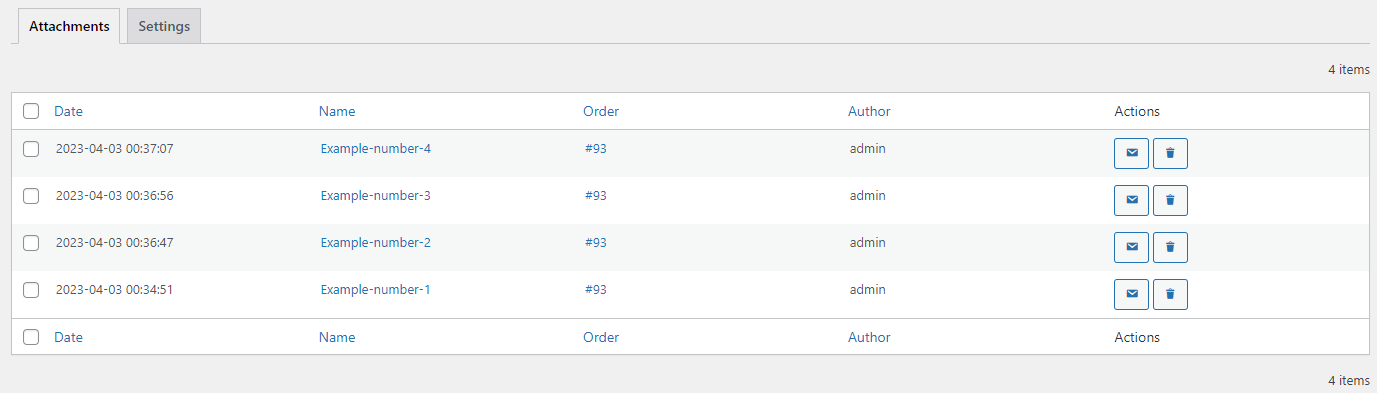 Attachments Settings
4 items
Date Name Order Author Actions
2023-04-03 00:37:07 Example-number-4 #93 admin
2023-04-03 00:36:56 Example-number-3 #93 admin
2023-04-03 00:36:47 Example-number-2 #93 admin
2023-04-03 00:34:51 Example-number-1 #93 admin
Date Name Order Author Actions
4 items